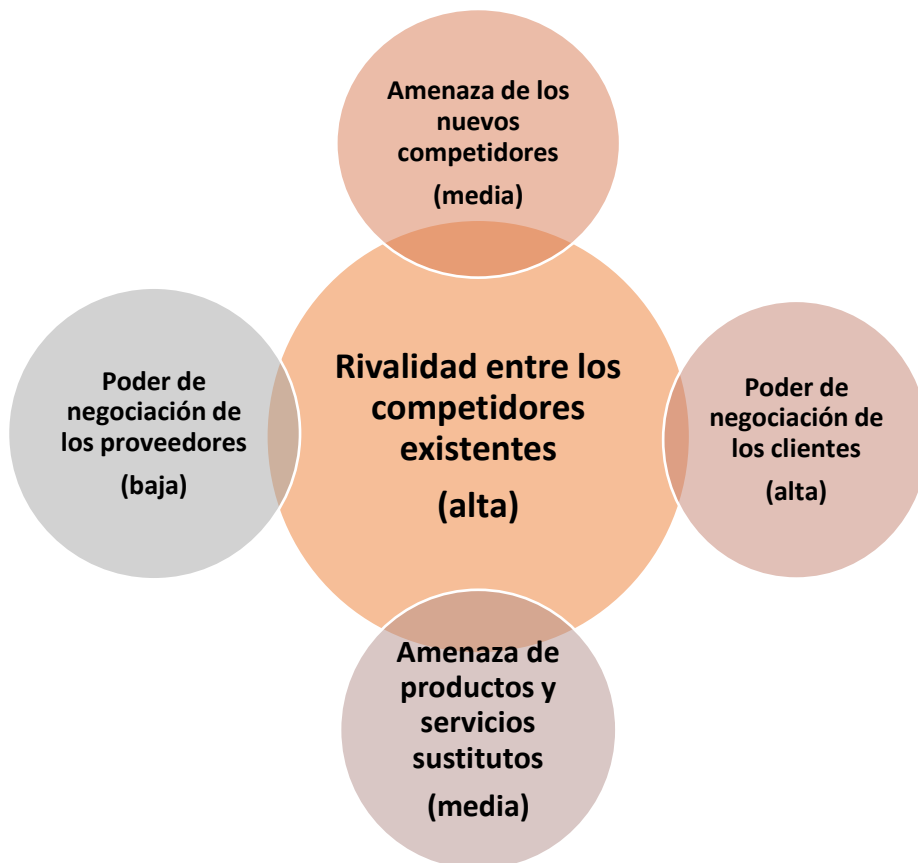 Amenaza de los
nuevos
competidores
(media)
Rivalidad entre los
competidores
existentes
(alta)
Poder de
negociación de
los proveedores
(baja)
Poder de
negociación de
los clientes
(alta)
Amenaza de
productos y
servicios
sustitutos
(media)